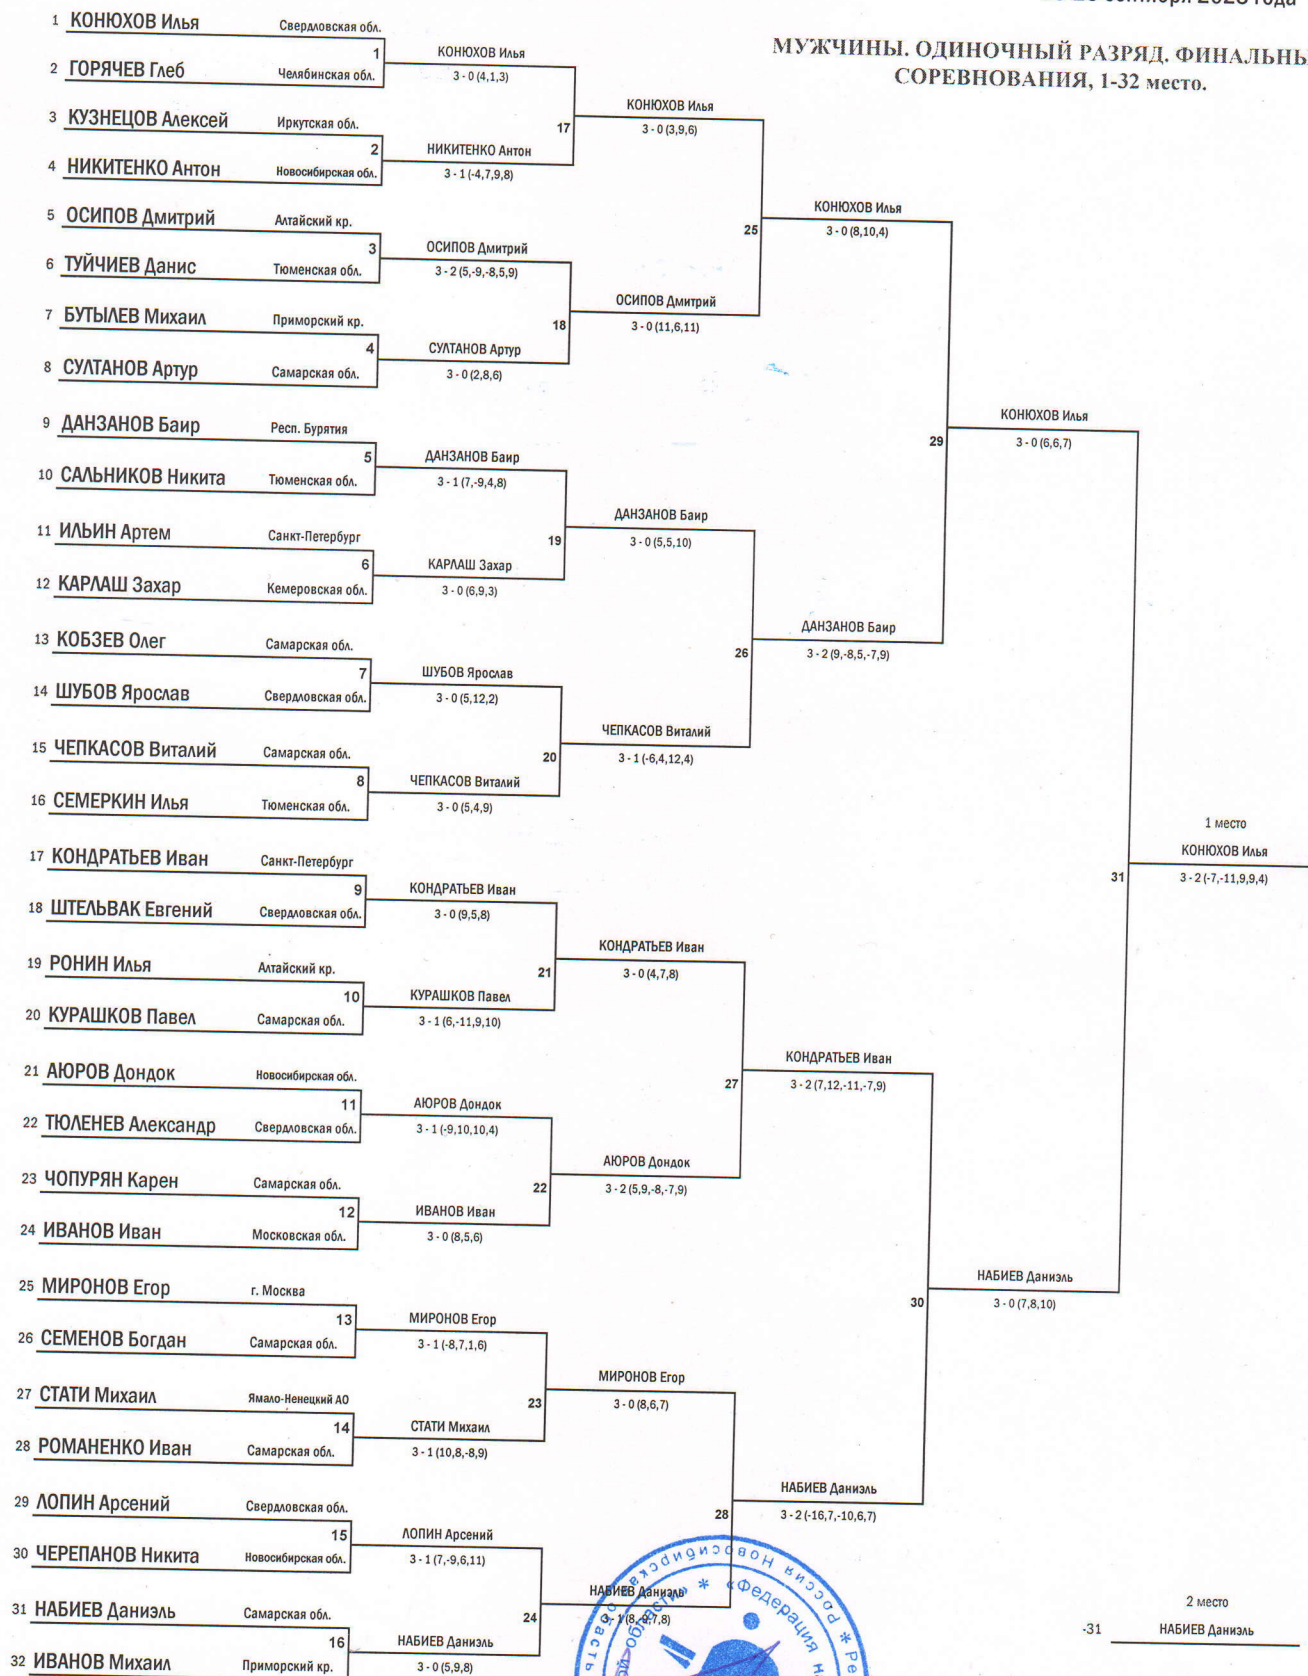 МУЖЧИНЫ. ОДИНОЧНЫЙ РАЗРЯД. ФИНАЛЬНЫ
СОРЕВНОВАНИЯ, 1-32 место.
1 КОНЮХОВ Илья Свердловская обл.
1 КОНЮХОВ Илья
2 ГОРЯЧЕВ Глеб Челябинская обл. 3 - 0 (4,1,3)
КОНЮХОВ Илья
3 КУЗНЕЦОВ Алексей Иркутская обл. 17 3 - 0 (3,9,6)
2 НИКИТЕНКО Антон
4 НИКИТЕНКО Антон Новосибирская обл. 3 - 1 (-4,7,9,8)
КОНЮХОВ Илья
5 ОСИПОВ Дмитрий Алтайский кр. 25 3 - 0 (8,10,4)
3 ОСИПОВ Дмитрий
6 ТУЙЧИЕВ Данис Тюменская обл. 3 - 2 (5,-9,-8,5,9)
ОСИПОВ Дмитрий
7 БУТЫЛЕВ Михаил Приморский кр. 18 3 - 0 (11,6,11)
4 СУЛТАНОВ Артур
8 СУЛТАНОВ Артур Самарская обл. 3 - 0 (2,8,6)
КОНЮХОВ Илья
9 ДАНЗАНОВ Баир Респ. Бурятия 29 3 - 0 (6,6,7)
5 ДАНЗАНОВ Баир
10 САЛЬНИКОВ Никита Тюменская обл. 3 - 1 (7,-9,4,8)
ДАНЗАНОВ Баир
11 ИЛЬИН Артем Санкт-Петербург 19 3 - 0 (5,5,10)
6 КАРЛАШ Захар
12 КАРЛАШ Захар Кемеровская обл. 3 - 0 (6,9,3)
ДАНЗАНОВ Баир
13 КОБЗЕВ Олег Самарская обл. 26 3 - 2 (9,-8,5,-7,9)
7 ШУБОВ Ярослав
14 ШУБОВ Ярослав Свердловская обл. 3 - 0 (5,12,2)
ЧЕПКАСОВ Виталий
15 ЧЕПКАСОВ Виталий Самарская обл. 20 3 - 1 (-6,4,12,4)
8 ЧЕПКАСОВ Виталий
16 СЕМЕРКИН Илья Тюменская обл. 3 - 0 (5,4,9)
1 место
КОНЮХОВ Илья
17 КОНДРАТЬЕВ Иван Санкт-Петербург 31 3 - 2 (-7,-11,9,9,4)
9 КОНДРАТЬЕВ Иван
18 ШТЕЛЬВАК Евгений Свердловская обл. 3 - 0 (9,5,8)
КОНДРАТЬЕВ Иван
19 РОНИН Илья Алтайский кр. 21 3 - 0 (4,7,8)
10 КУРАШКОВ Павел
20 КУРАШКОВ Павел Самарская обл. 3 - 1 (6,-11,9,10)
КОНДРАТЬЕВ Иван
21 АЮРОВ Дондок Новосибирская обл. 27 3 - 2 (7,12,-11,-7,9)
11 АЮРОВ Дондок
22 ТЮЛЕНЕВ Александр Свердловская обл. 3 - 1 (-9,10,10,4)
АЮРОВ Дондок
23 ЧОПУРЯН Карен Самарская обл. 22 3 - 2 (5,9,-8,-7,9)
12 ИВАНОВ Иван
24 ИВАНОВ Иван Московская обл. 3 - 0 (8,5,6)
НАБИЕВ Даниэль
25 МИРОНОВ Егор г. Москва 30 3 - 0 (7,8,10)
13 МИРОНОВ Егор
26 СЕМЕНОВ Богдан Самарская обл. 3 - 1 (-8,7,1,6)
МИРОНОВ Егор
27 СТАТИ Михаил Ямало-Ненецкий АО 23 3 - 0 (8,6,7)
14 СТАТИ Михаил
28 РОМАНЕНКО Иван Самарская обл. 3 - 1 (10,8,-8,9)
НАБИЕВ Даниэль
29 ЛОПИН Арсений Свердловская обл. 28 3 - 2 (-16,7,-10,6,7)
15 ЛОПИН Арсений
30 ЧЕРЕПАНОВ Никита Новосибирская обл. 3 - 1 (7,-9,6,11)
НАБИЕВ Даниэль
31 НАБИЕВ Даниэль Самарская обл. 24 3 - 1 (8,-9,7,8)
2 место
-31 НАБИЕВ Даниэль
16 НАБИЕВ Даниэль
32 ИВАНОВ Михаил Приморский кр. 3 - 0 (5,9,8)
Россия Новосибирская область
«Федерация